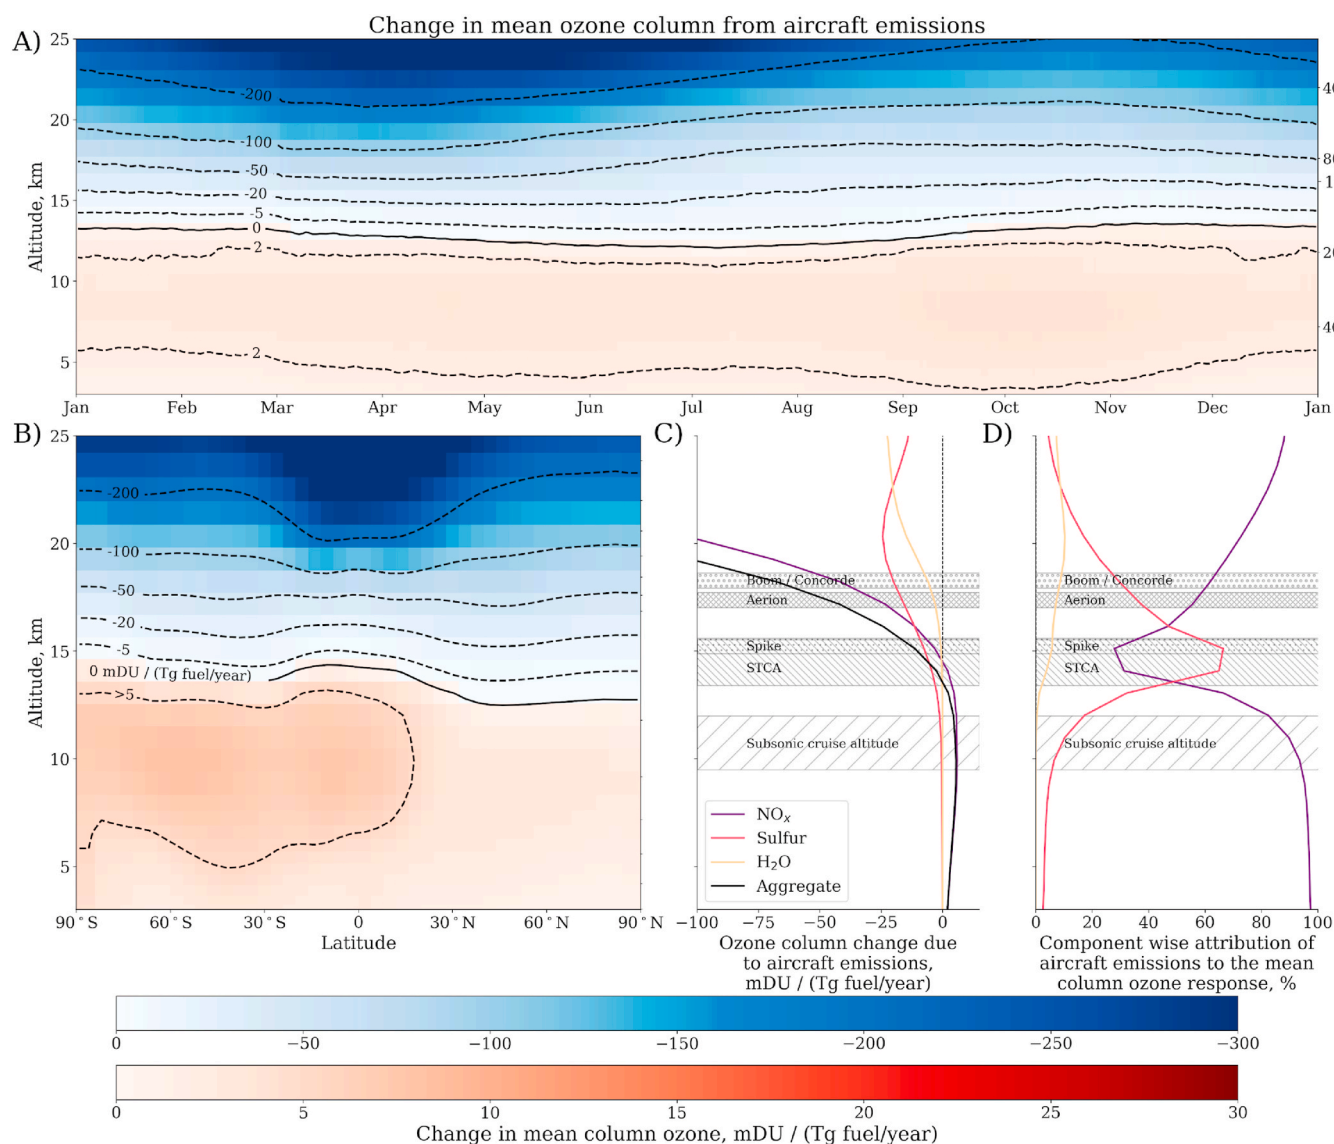 Change in mean ozone column from aircraft emissions
A)
25
20
15
10
5
Altitude, km
-200
-100
-50
-20
-5
0
2
2
40
80
1
20
40
Jan Feb Mar Apr May Jun Jul Aug Sep Oct Nov Dec Jan
B)
25
20
15
10
5
Altitude, km
-200
-100
-50
-20
-5
0 mDU / (Tg fuel/year)
>5
90°S 60°S 30°S 0 30°N 60°N 90°N
Latitude
C)
Boom / Concorde
Aerion
Spike
STCA
Subsonic cruise altitude
NOx
Sulfur
H2O
Aggregate
−100 −75 −50 −25 0
Ozone column change due
to aircraft emissions,
mDU / (Tg fuel/year)
D)
Boom / Concorde
Aerion
Spike
STCA
Subsonic cruise altitude
0 20 40 60 80 100
Component wise attribution of
aircraft emissions to the mean
column ozone response, %
0 −50 −100 −150 −200 −250 −300
0 5 10 15 20 25 30
Change in mean column ozone, mDU / (Tg fuel/year)